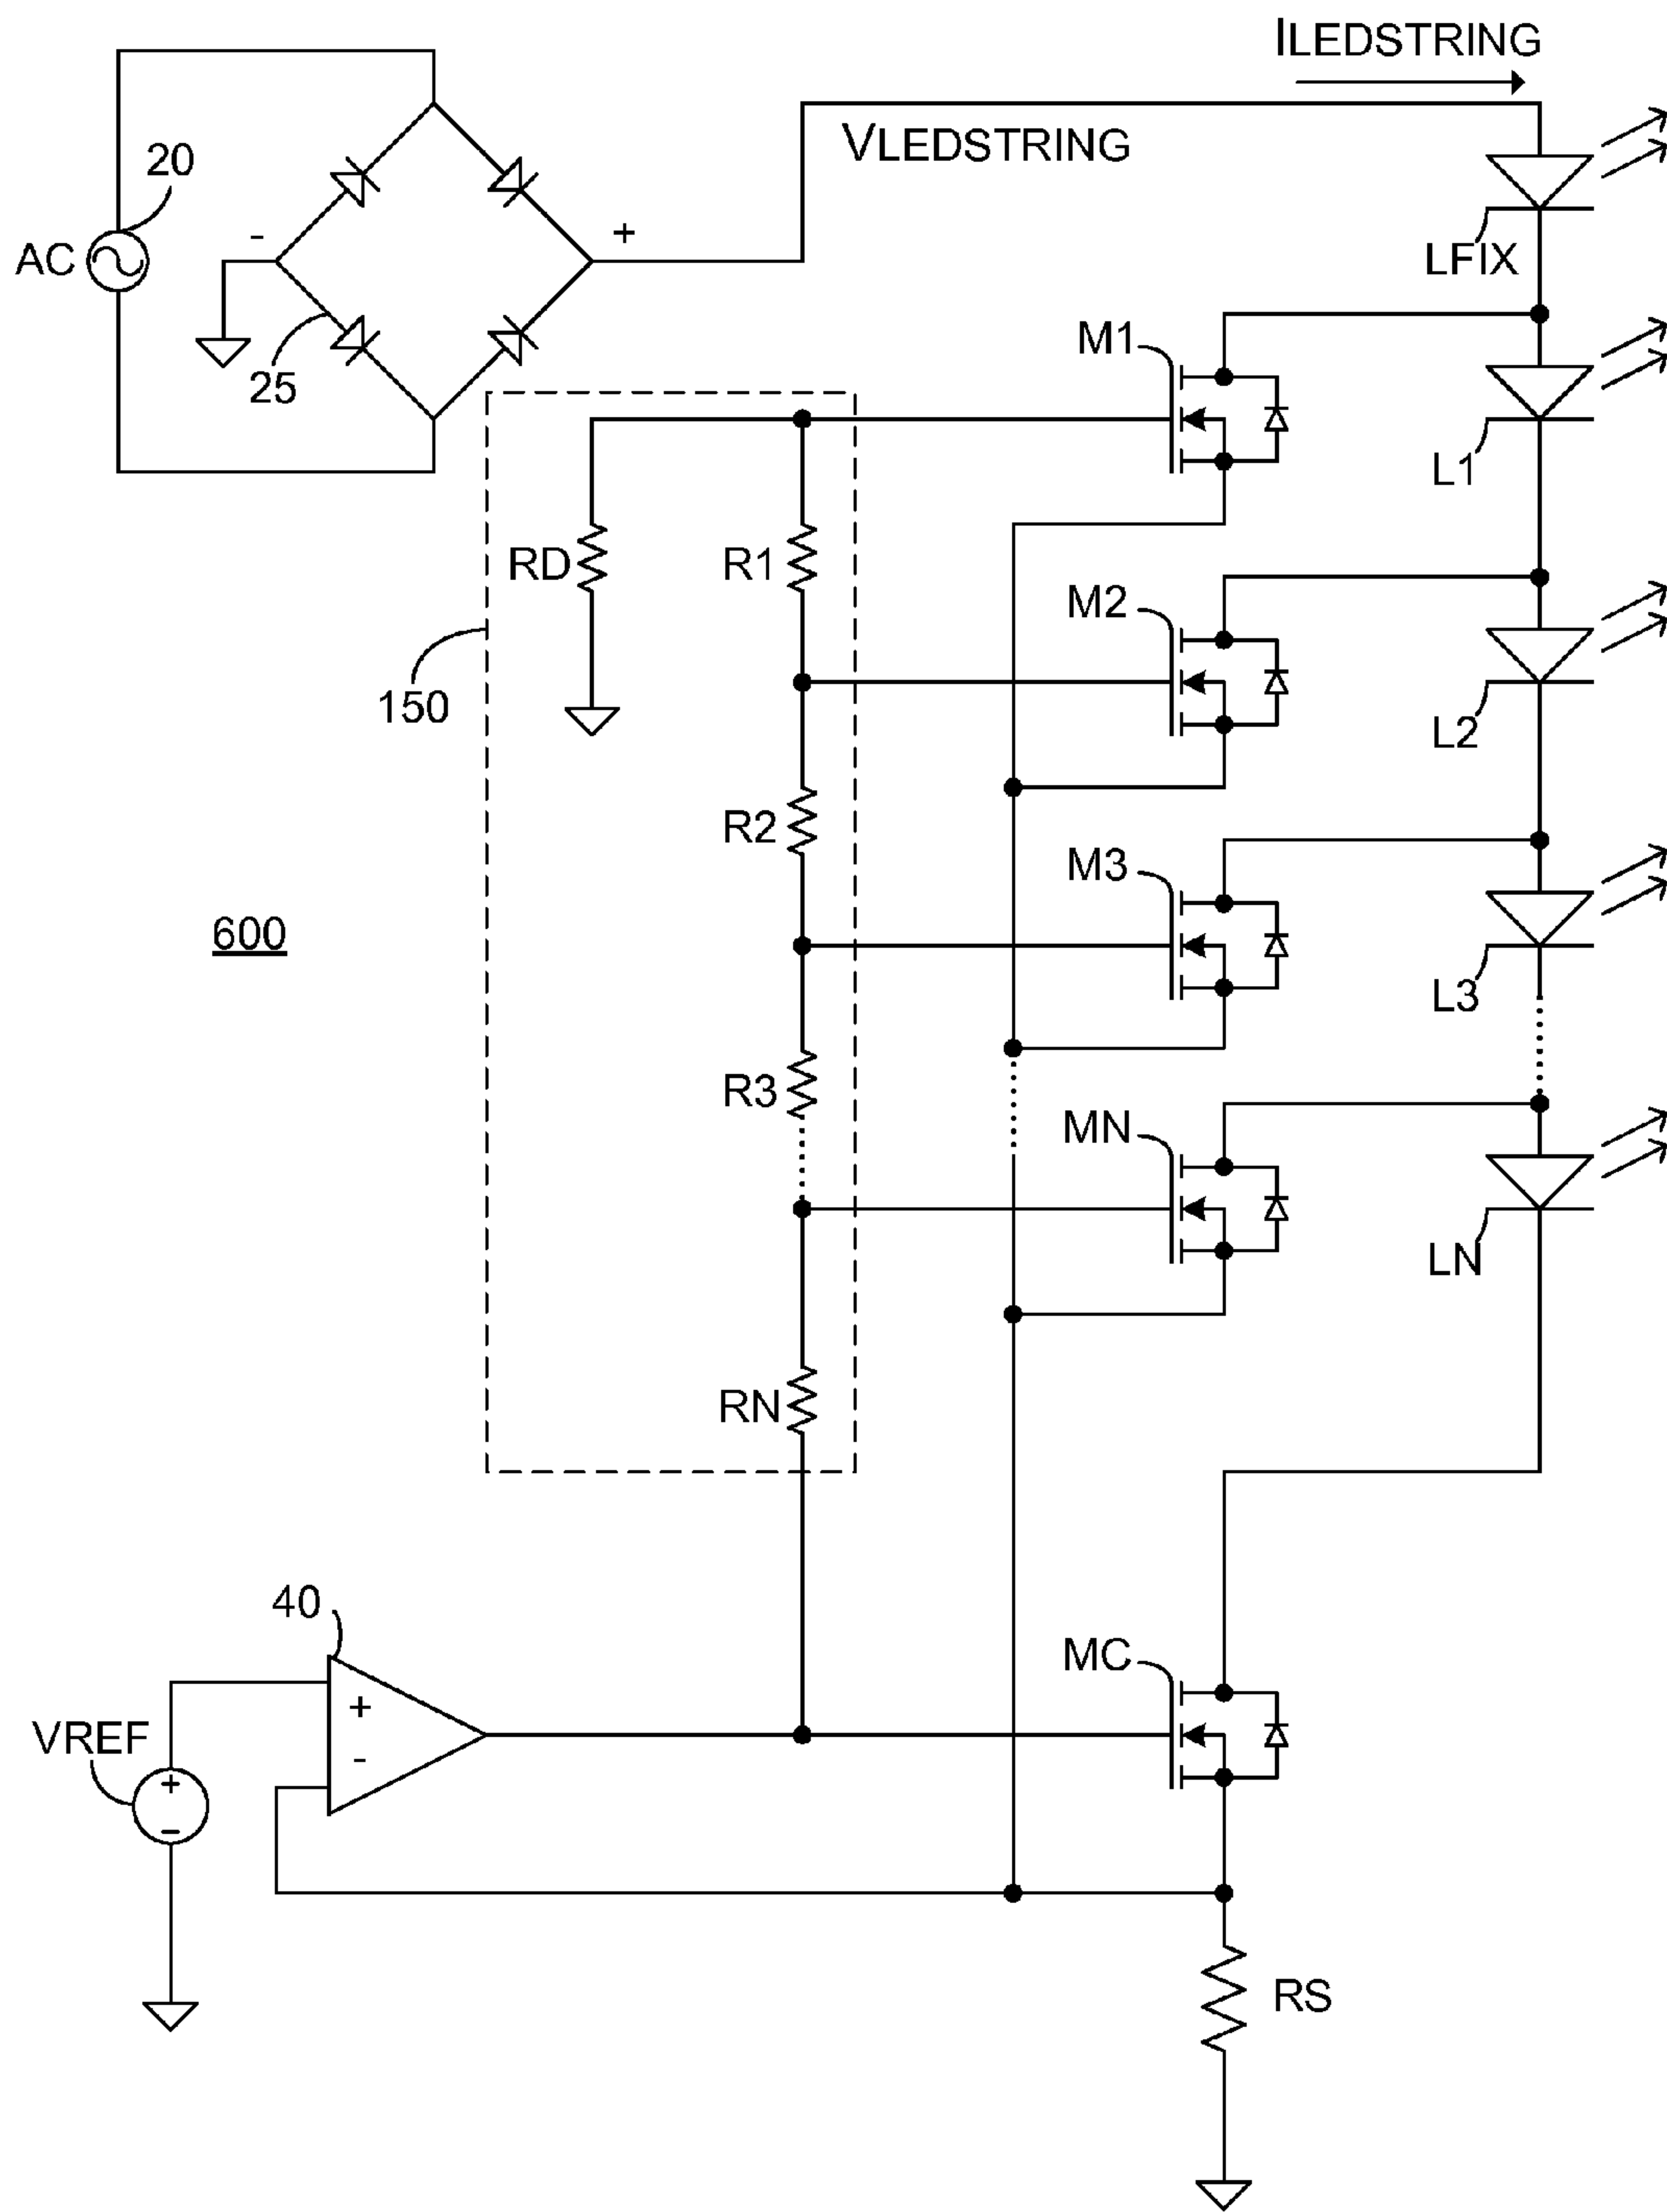 ILEDSTRING
VLEDSTRING
20
AC
-
+
25
LFIX
M1
L1
RD
R1
M2
150
L2
R2
M3
600
L3
R3
MN
LN
RN
40
MC
+
VREF
-
+
−
RS